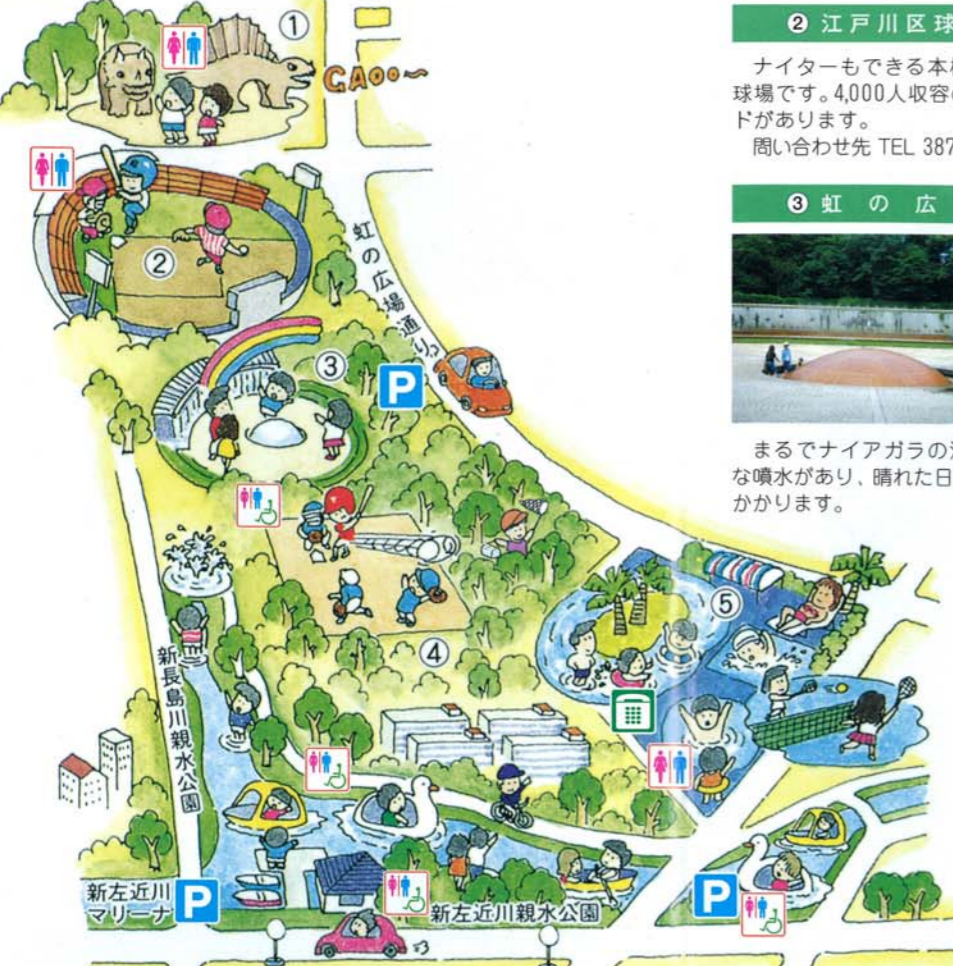 ①
GAOo~
②
虹の広場通り
③
P
④
⑤
新長島川親水公園
新左近川
マリーナ
P
新左近川親水公園
P
② 江戸川区球
ナイターもできる本格
球場です。4,000人収容の
ドがあります。
問い合わせ先 TEL 387
③ 虹の広
まるでナイアガラの
な噴水があり、晴れた日
かかります。